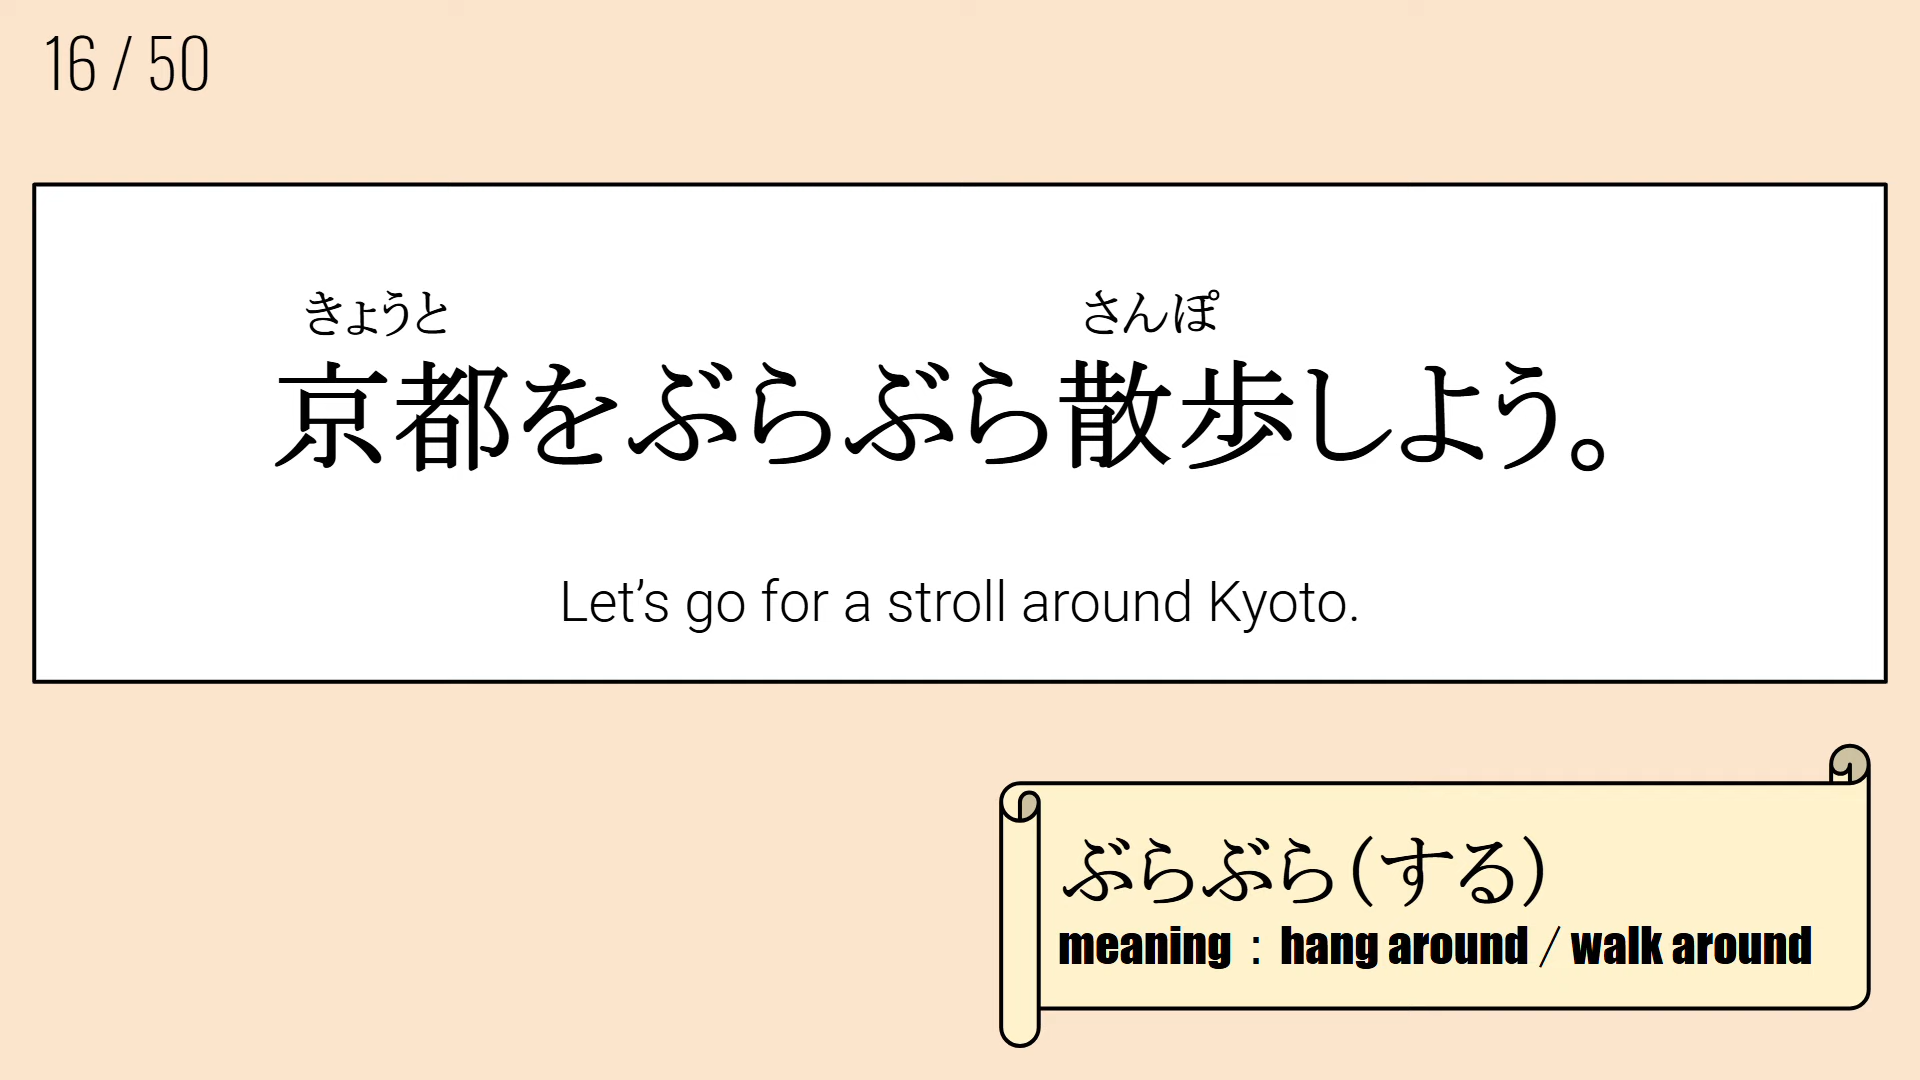 16 / 50
きょうと さんぽ
京都をぶらぶら散歩しよう。
Let’s go for a stroll around Kyoto.
ぶらぶら(する)
meaning : hang around / walk around